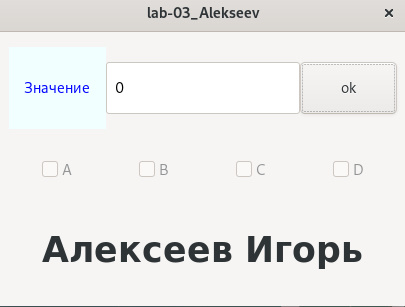 lab-03_Alekseev
Значение 0 ok
A B C D
Алексеев Игорь